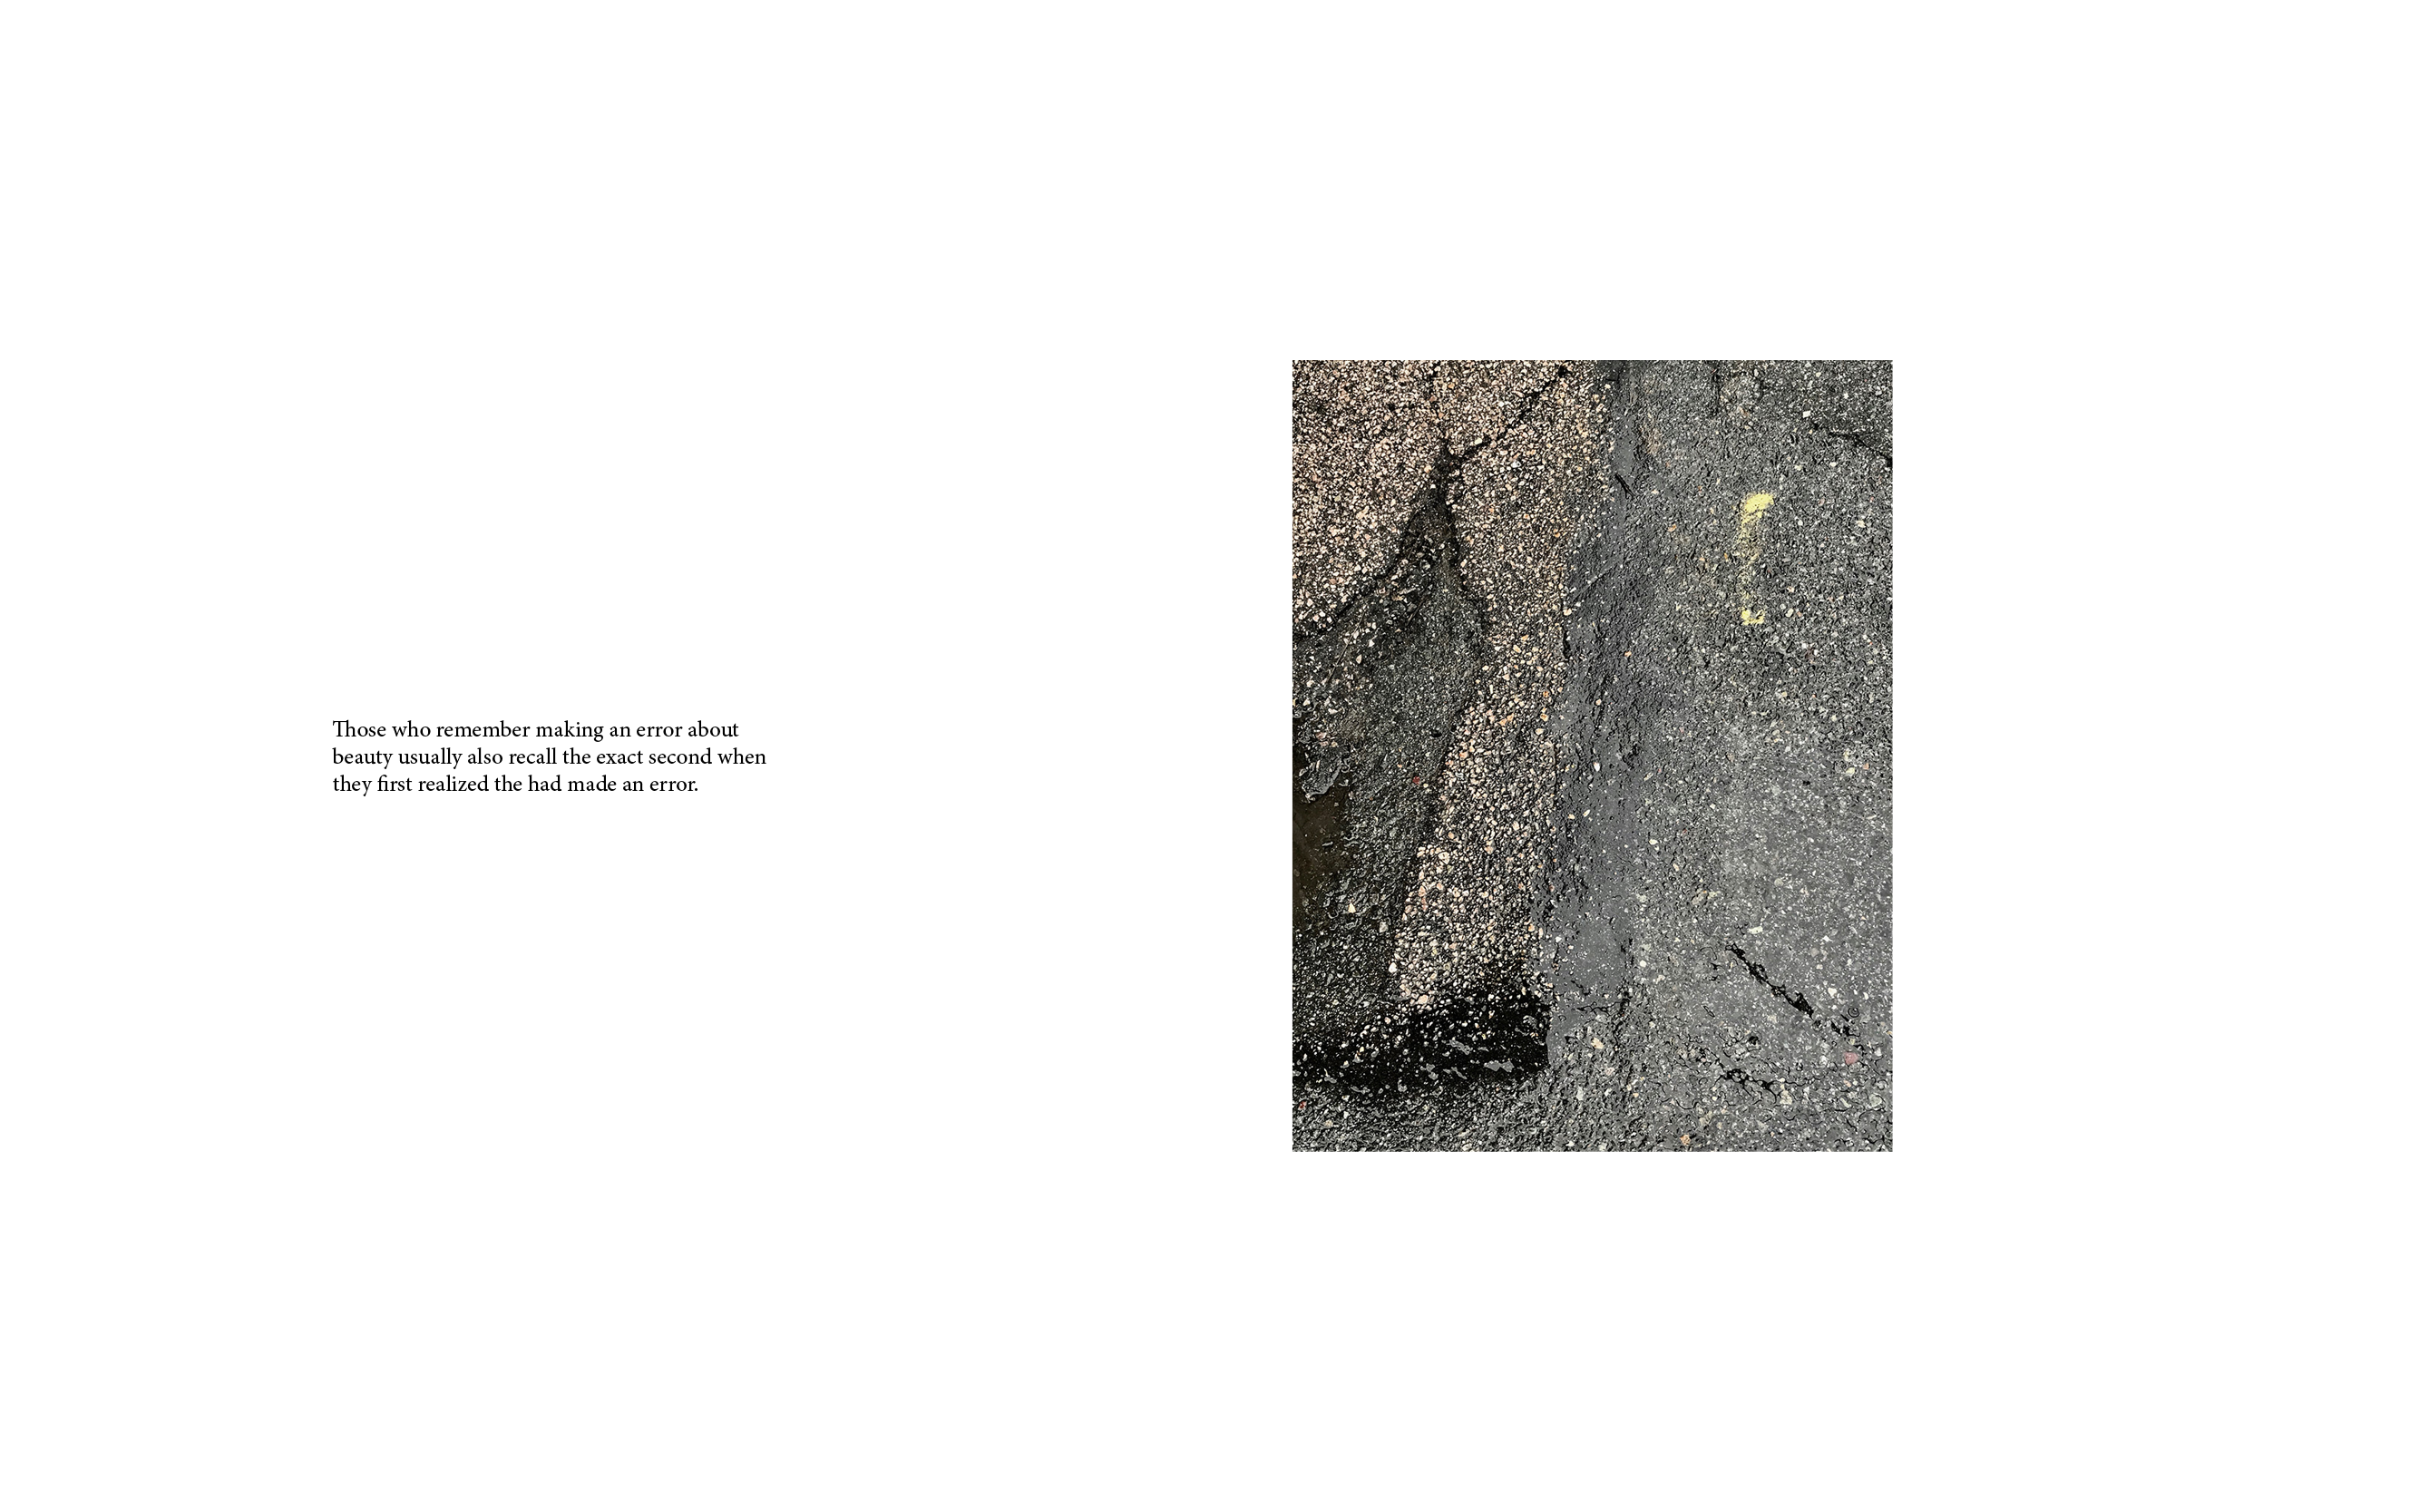 Those who remember making an error about
beauty usually also recall the exact second when
they first realized the had made an error.